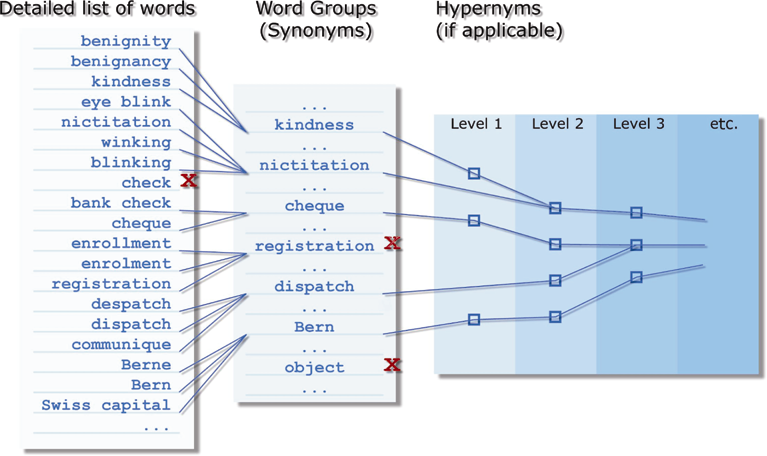 Detailed list of words
benignity
benignancy
kindness
eye blink
nictitation
winking
blinking
check X
bank check
cheque
enrollment
enrolment
registration
despatch
dispatch
communique
Berne
Bern
Swiss capital
...
Word Groups
(Synonyms)
...
kindness
...
nictitation
...
cheque
...
registration X
...
dispatch
...
Bern
...
object X
...
Hypernyms
(if applicable)
Level 1 Level 2 Level 3 etc.